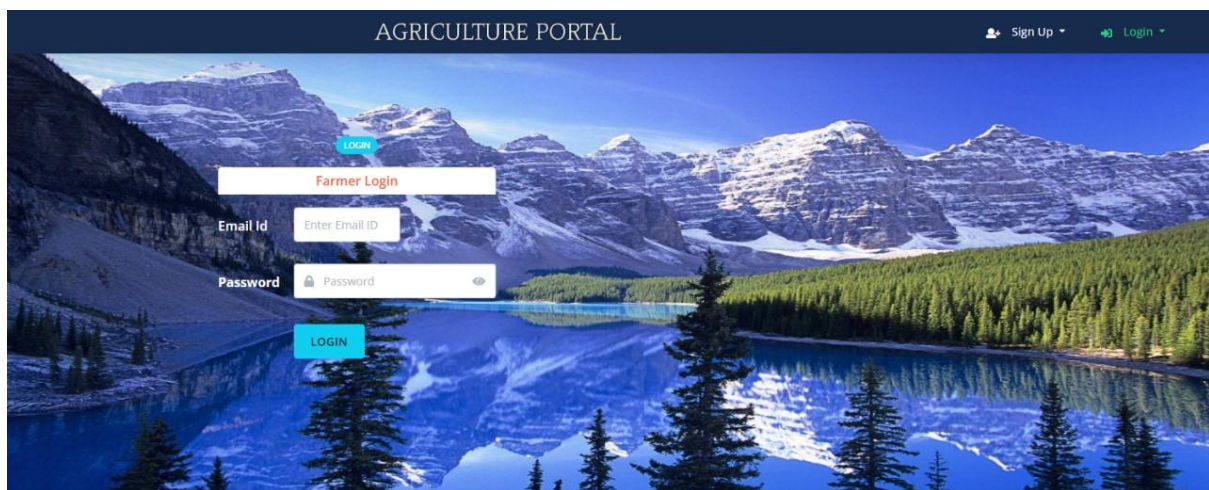 AGRICULTURE PORTAL
Sign Up
Login
LOGIN
Farmer Login
Email Id
Enter Email ID
Password
Password
LOGIN